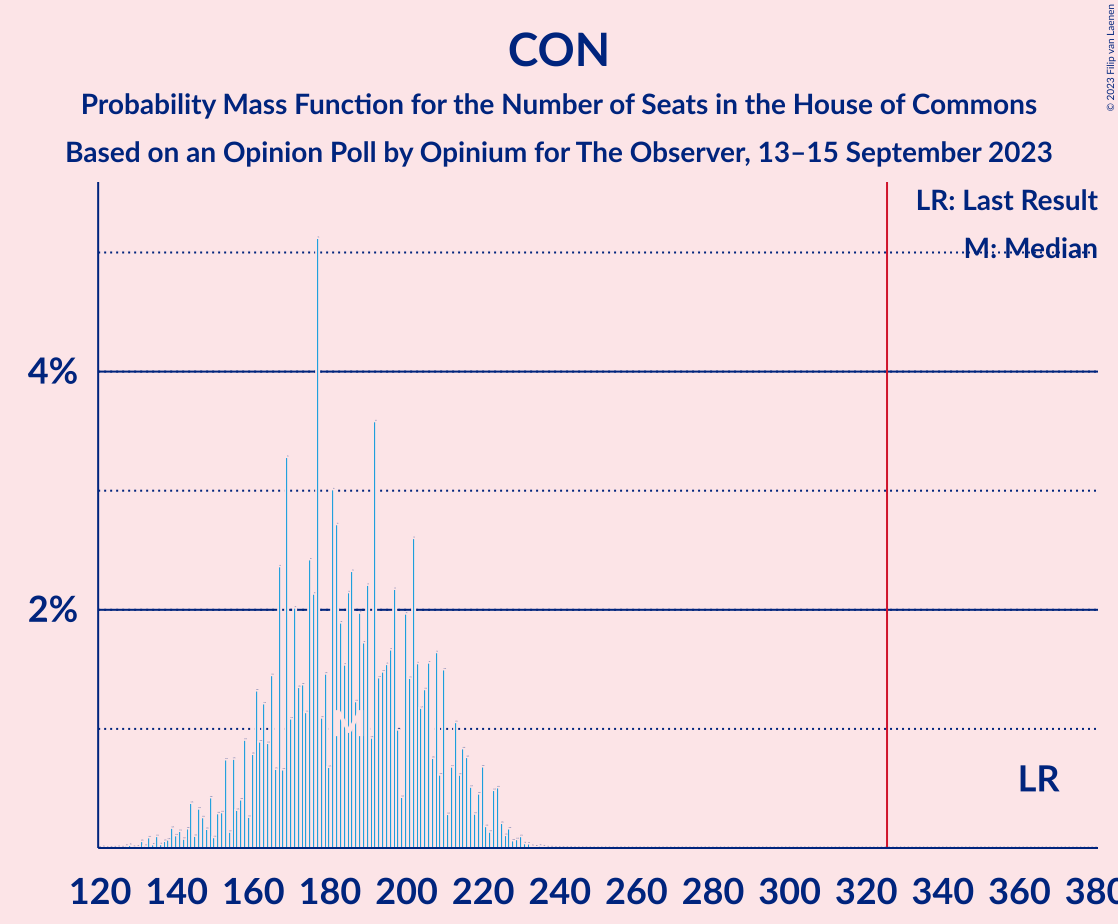 CON
Probability Mass Function for the Number of Seats in the House of Commons
Based on an Opinion Poll by Opinium for The Observer, 13–15 September 2023
© 2023 Filip van Laenen
LR: Last Result
M: Median
4%
2%
M
LR
120 140 160 180 200 220 240 260 280 300 320 340 360 380